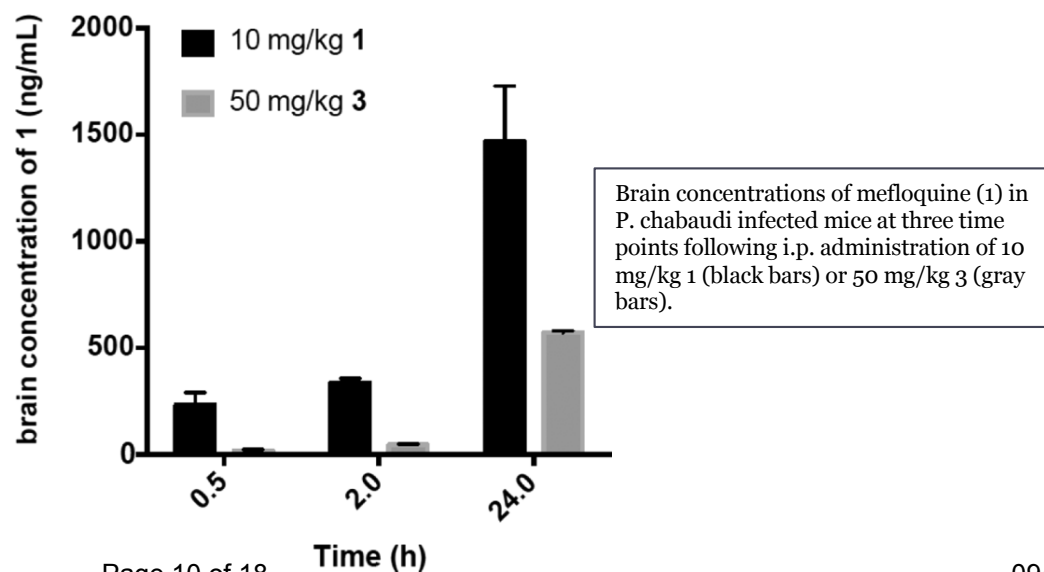 brain concentration of 1 (ng/mL)
2000
1500
1000
500
0
10 mg/kg 1
50 mg/kg 3
0.5
2.0
24.0
Time (h)
Brain concentrations of mefloquine (1) in
P. chabaudi infected mice at three time
points following i.p. administration of 10
mg/kg 1 (black bars) or 50 mg/kg 3 (gray
bars).
Page 10 of 18
09